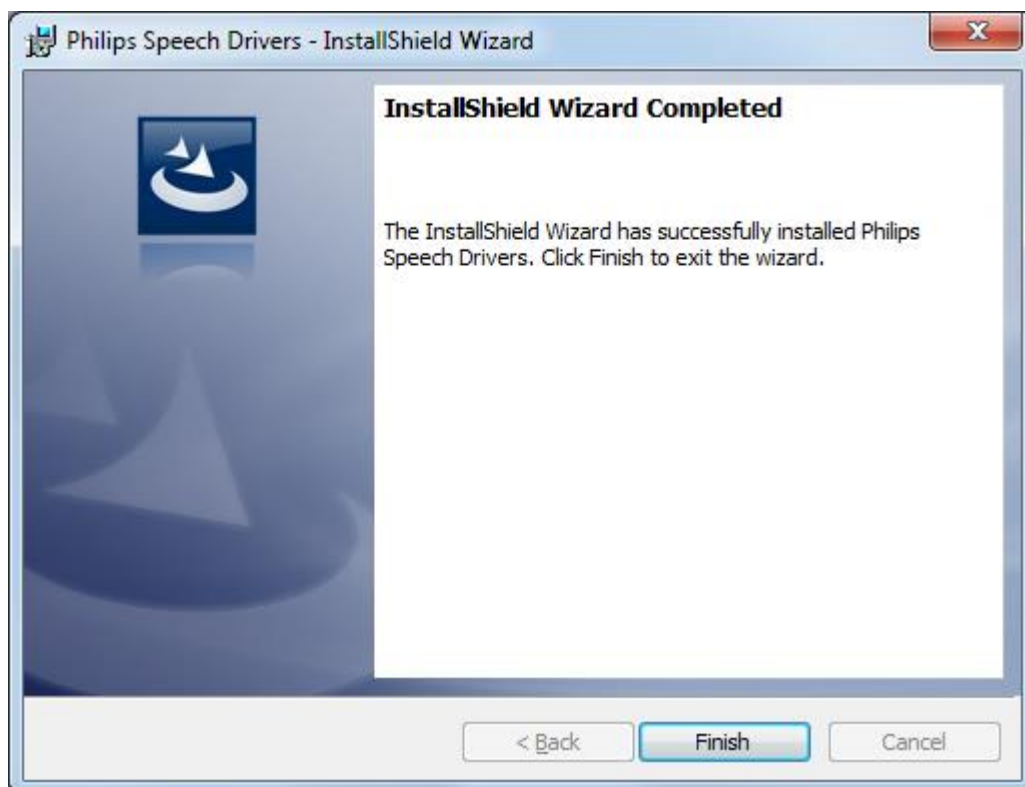 Philips Speech Drivers - InstallShield Wizard
InstallShield Wizard Completed
The InstallShield Wizard has successfully installed Philips
Speech Drivers. Click Finish to exit the wizard.
< Back
Finish
Cancel